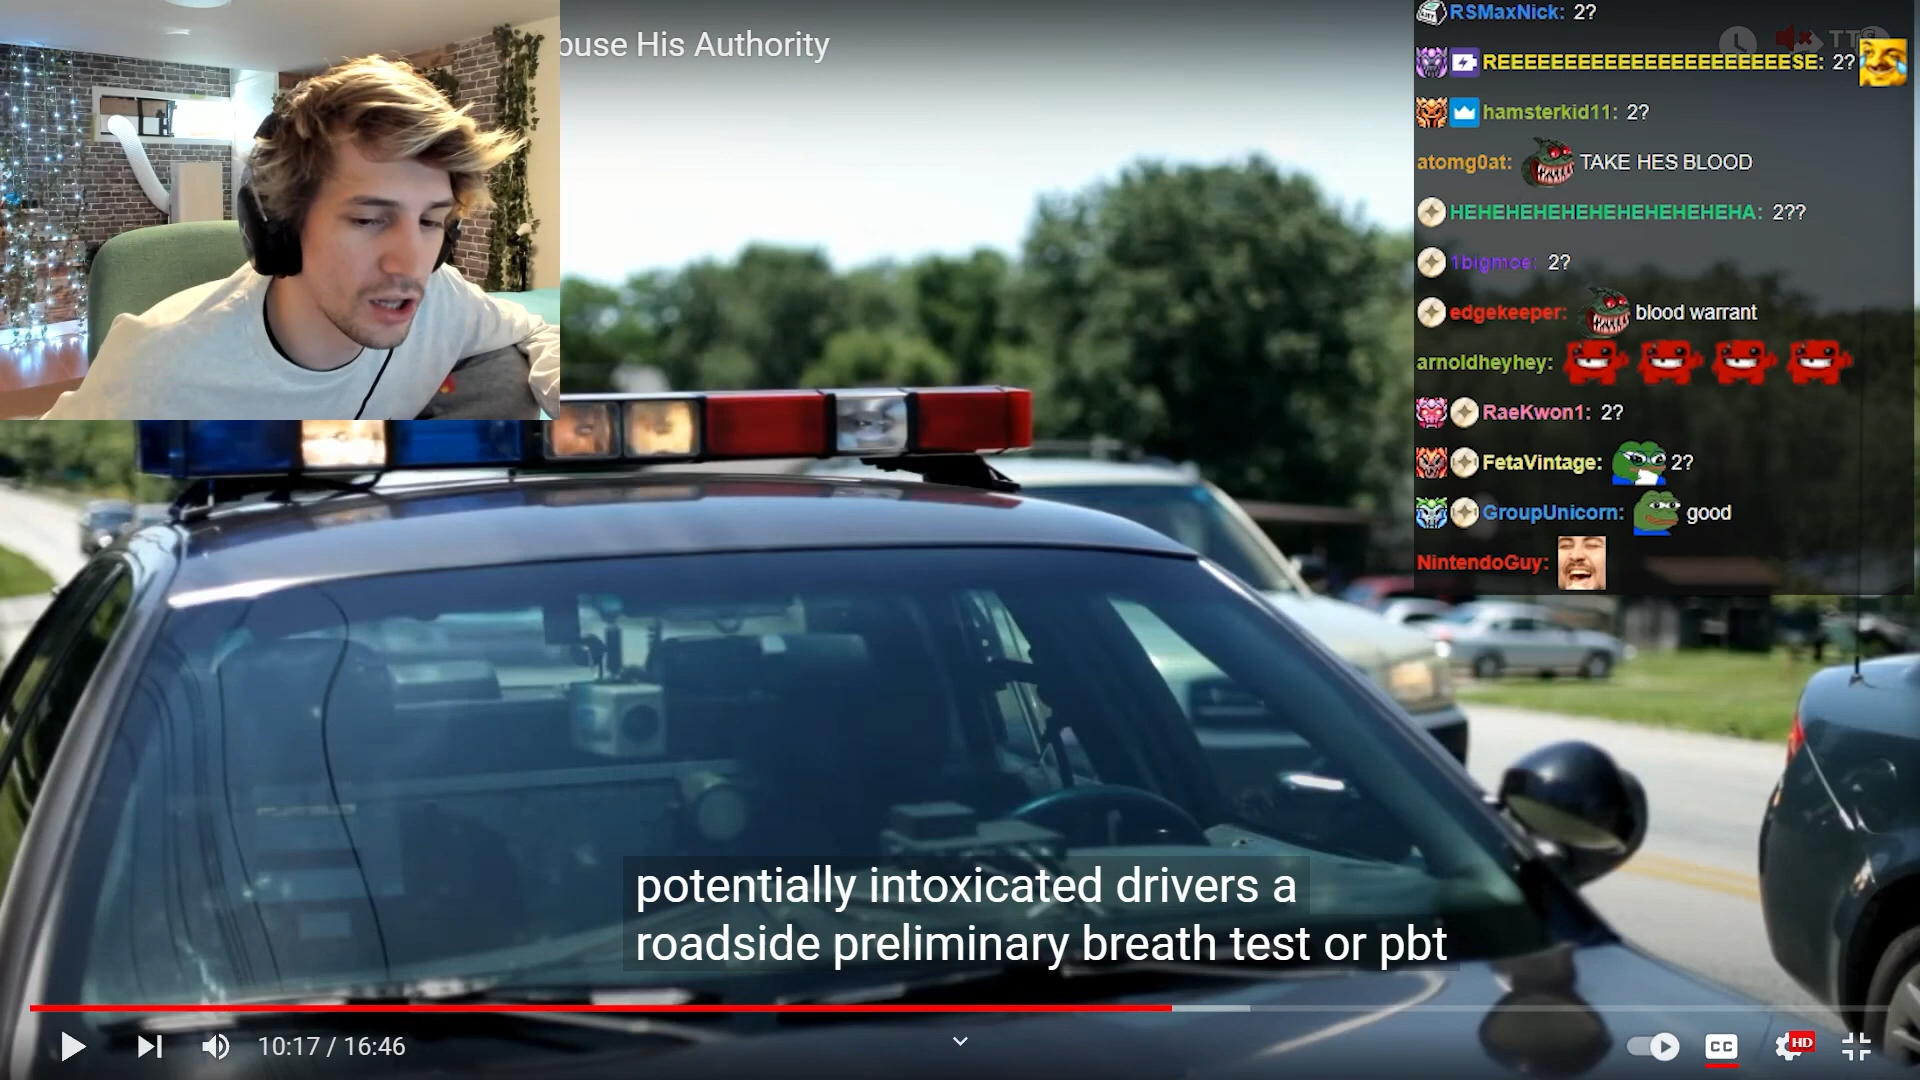 buse His Authority
RSMaxNick: 2?
TTS
REEEEEEEEEEEEEEEEEEEEEEESE: 2?
hamsterkid11: 2?
atomg0at: TAKE HES BLOOD
HEHEHEHEHEHEHEHEHEHEHA: 2??
1bigmoe: 2?
edgekeeper: blood warrant
arnoldheyhey:
RaeKwon1: 2?
FetaVintage: 2?
GroupUnicorn: good
NintendoGuy:
potentially intoxicated drivers a
roadside preliminary breath test or pbt
10:17 / 16:46
CC
HD